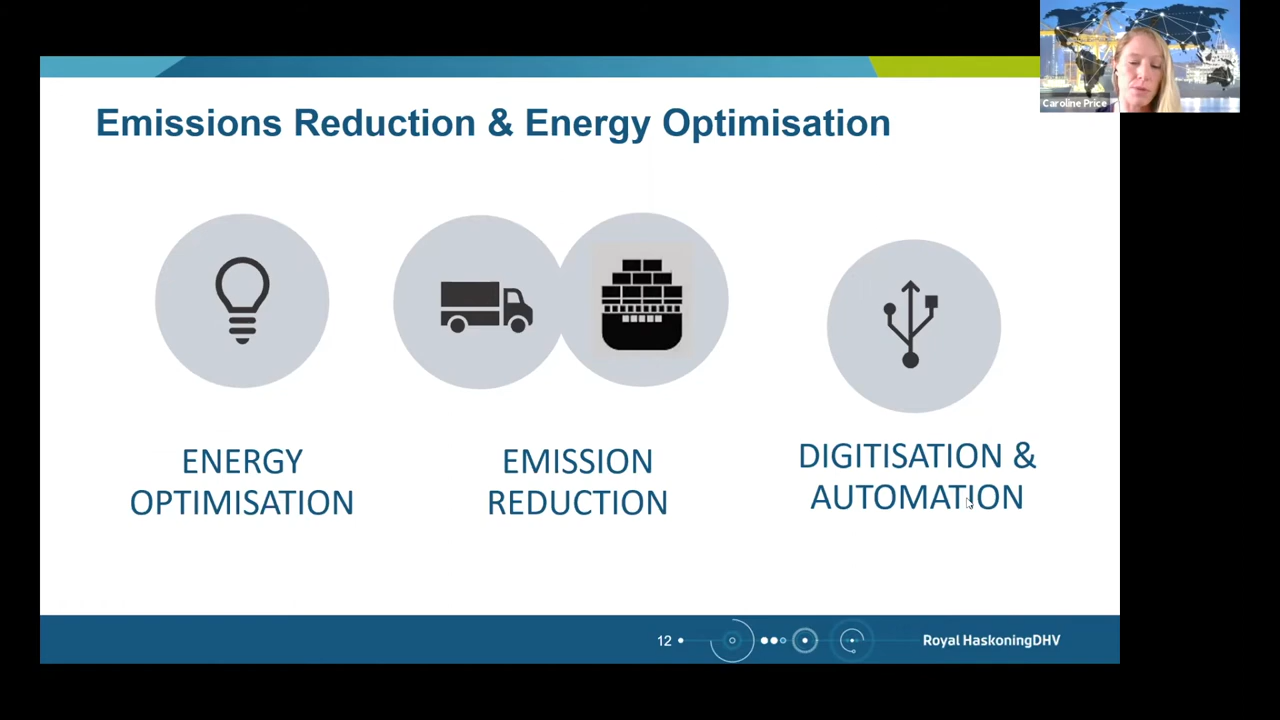 Caroline Price
Emissions Reduction & Energy Optimisation
ENERGY
OPTIMISATION
EMISSION
REDUCTION
DIGITISATION &
AUTOMATION
12
Royal HaskoningDHV